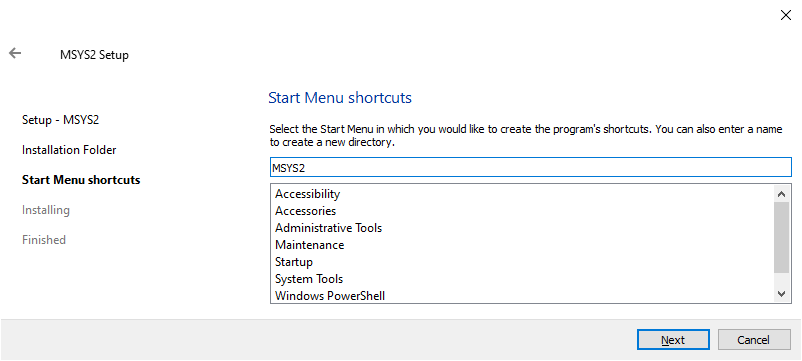 MSYS2 Setup
Setup - MSYS2
Installation Folder
Start Menu shortcuts
Installing
Finished
Start Menu shortcuts
Select the Start Menu in which you would like to create the program's shortcuts. You can also enter a name
to create a new directory.
MSYS2
Accessibility
Accessories
Administrative Tools
Maintenance
Startup
System Tools
Windows PowerShell
Next
Cancel